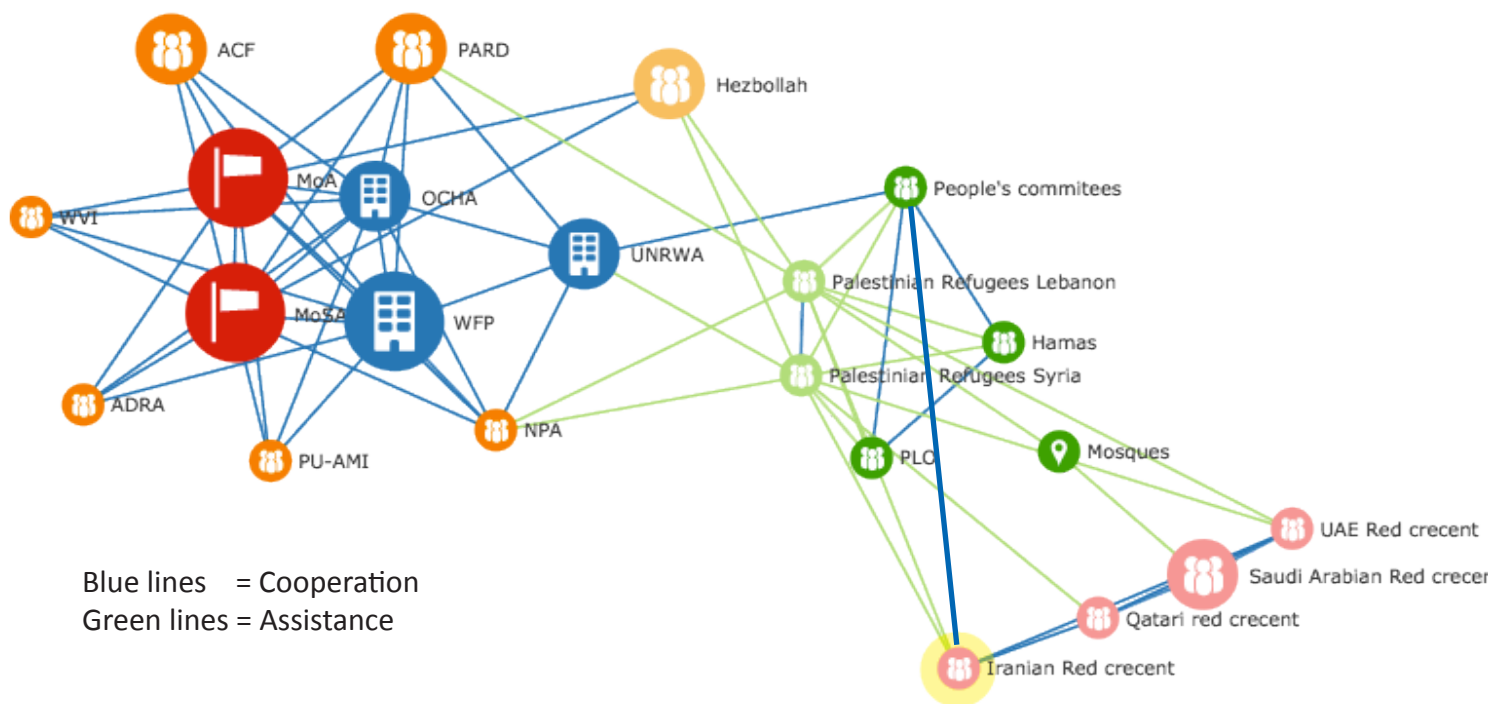 ACF
PARD
Hezbollah
MoA
OCHA
People's commitees
WVI
UNRWA
Palestinian Refugees Lebanon
MoSA
WFP
Hamas
Palestinian Refugees Syria
ADRA
NPA
PU-AMI
PLO
Mosques
UAE Red crecent
Saudi Arabian Red crecen
Qatari red crecent
Iranian Red crecent
Blue lines = Cooperation
Green lines = Assistance